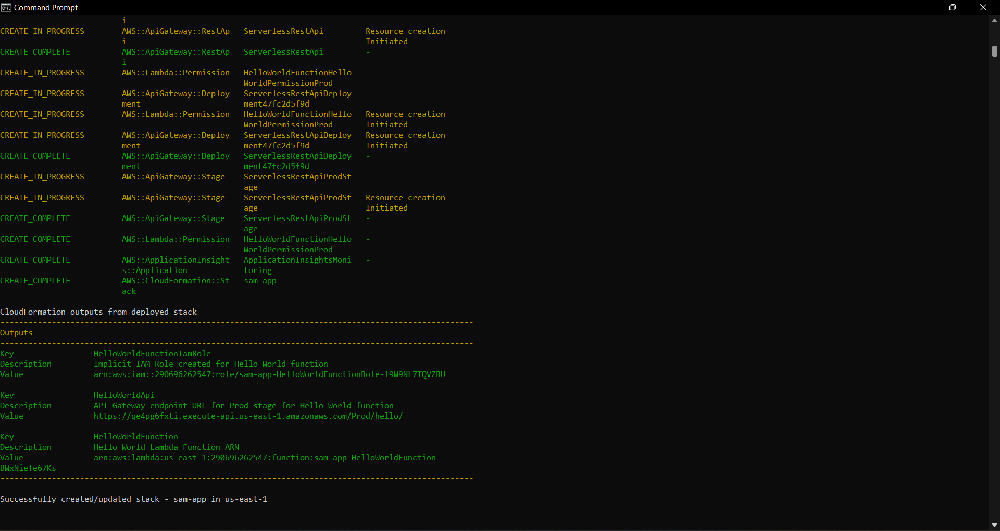 Command Prompt
i
CREATE_IN_PROGRESS AWS::ApiGateway::RestAp ServerlessRestApi Resource creation
i Initiated
CREATE_COMPLETE AWS::ApiGateway::RestAp ServerlessRestApi -
i
CREATE_IN_PROGRESS AWS::Lambda::Permission HelloWorldFunctionHello -
WorldPermissionProd
CREATE_IN_PROGRESS AWS::ApiGateway::Deploy ServerlessRestApiDeploy -
ment ment47fc2d5f9d
CREATE_IN_PROGRESS AWS::Lambda::Permission HelloWorldFunctionHello Resource creation
WorldPermissionProd Initiated
CREATE_IN_PROGRESS AWS::ApiGateway::Deploy ServerlessRestApiDeploy Resource creation
ment ment47fc2d5f9d Initiated
CREATE_COMPLETE AWS::ApiGateway::Deploy ServerlessRestApiDeploy -
ment ment47fc2d5f9d
CREATE_IN_PROGRESS AWS::ApiGateway::Stage ServerlessRestApiProdSt -
age
CREATE_IN_PROGRESS AWS::ApiGateway::Stage ServerlessRestApiProdSt Resource creation
age Initiated
CREATE_COMPLETE AWS::ApiGateway::Stage ServerlessRestApiProdSt -
age
CREATE_COMPLETE AWS::Lambda::Permission HelloWorldFunctionHello -
WorldPermissionProd
CREATE_COMPLETE AWS::ApplicationInsight ApplicationInsightsMoni -
s::Application toring
CREATE_COMPLETE AWS::CloudFormation::St sam-app -
ack
-----------------------------------------------------------------------------------------------------
CloudFormation outputs from deployed stack
-----------------------------------------------------------------------------------------------------
Outputs
-----------------------------------------------------------------------------------------------------
Key HelloWorldFunctionIamRole
Description Implicit IAM Role created for Hello World function
Value arn:aws:iam::290696262547:role/sam-app-HelloWorldFunctionRole-19W9NL7TQVZRU
Key HelloWorldApi
Description API Gateway endpoint URL for Prod stage for Hello World function
Value https://qe4pg6fxti.execute-api.us-east-1.amazonaws.com/Prod/hello/
Key HelloWorldFunction
Description Hello World Lambda Function ARN
Value arn:aws:lambda:us-east-1:290696262547:function:sam-app-HelloWorldFunction-
BWxNieTe67Ks
-----------------------------------------------------------------------------------------------------
Successfully created/updated stack - sam-app in us-east-1